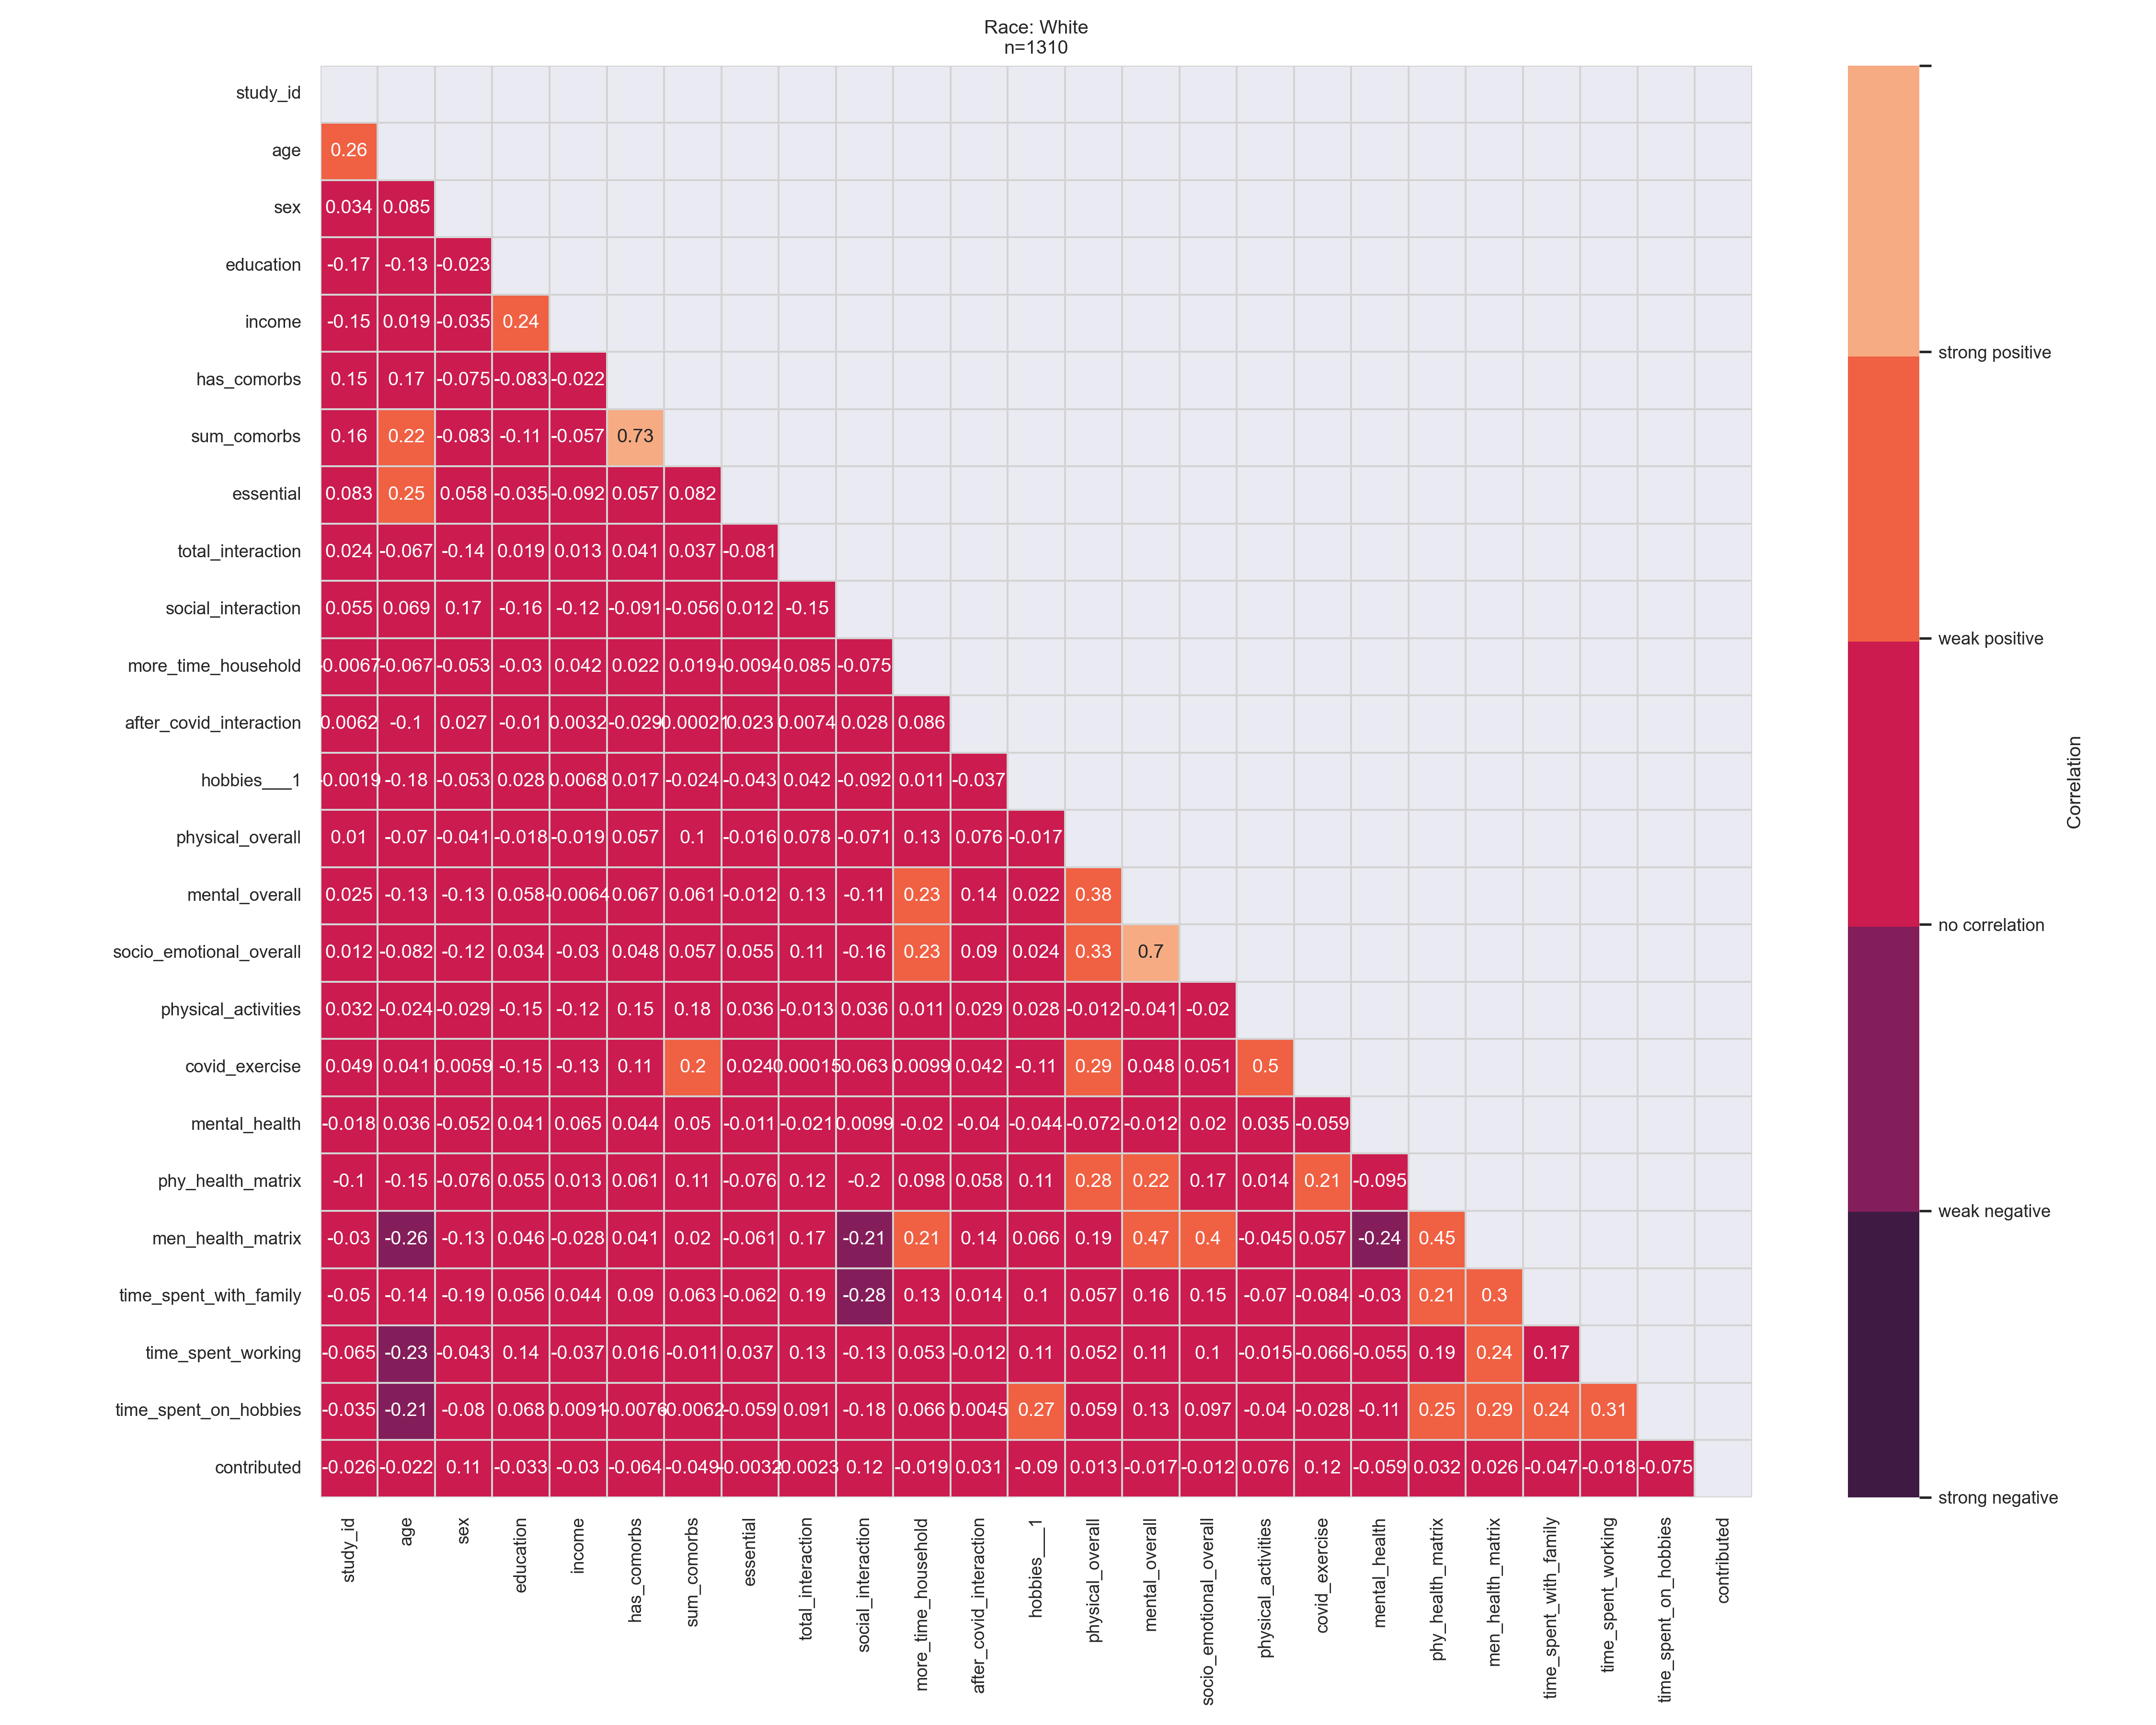 Race: White
n=1310
study_id
age 0.26
sex 0.034 0.085
education -0.17 -0.13 -0.023
income -0.15 0.019 -0.035 0.24
has_comorbs 0.15 0.17 -0.075 -0.083 -0.022
sum_comorbs 0.16 0.22 -0.083 -0.11 -0.057 0.73
essential 0.083 0.25 0.058 -0.035 -0.092 0.057 0.082
total_interaction 0.024 -0.067 -0.14 0.019 0.013 0.041 0.037 -0.081
social_interaction 0.055 0.069 0.17 -0.16 -0.12 -0.091 -0.056 0.012 -0.15
more_time_household -0.0067 -0.067 -0.053 -0.03 0.042 0.022 0.019 -0.0094 0.085 -0.075
after_covid_interaction 0.0062 -0.1 0.027 -0.01 0.0032 -0.029 0.023 0.0074 0.028 0.086
hobbies___1 -0.0019 -0.18 -0.053 0.028 0.0068 0.017 -0.024 -0.043 0.042 -0.092 0.011 -0.037
physical_overall 0.01 -0.07 -0.041 -0.018 -0.019 0.057 0.1 -0.016 0.078 -0.071 0.13 0.076 -0.017
mental_overall 0.025 -0.13 -0.13 0.058 -0.0064 0.067 0.061 -0.012 0.13 -0.11 0.23 0.14 0.022 0.38
socio_emotional_overall 0.012 -0.082 -0.12 0.034 -0.03 0.048 0.057 0.055 0.11 -0.16 0.23 0.09 0.024 0.33 0.7
physical_activities 0.032 -0.024 -0.029 -0.15 -0.12 0.15 0.18 0.036 -0.013 0.036 0.011 0.029 0.028 -0.012 -0.041 -0.02
covid_exercise 0.049 0.041 0.0059 -0.15 -0.13 0.11 0.2 0.024 0.063 0.0099 0.042 -0.11 0.29 0.048 0.051 0.5
mental_health -0.018 0.036 -0.052 0.041 0.065 0.044 0.05 -0.011 -0.021 0.0099 -0.02 -0.04 -0.044 -0.072 -0.012 0.02 0.035 -0.059
phy_health_matrix -0.1 -0.15 -0.076 0.055 0.013 0.061 0.11 -0.076 0.12 -0.2 0.098 0.058 0.11 0.28 0.22 0.17 0.014 0.21 -0.095
men_health_matrix -0.03 -0.26 -0.13 0.046 -0.028 0.041 0.02 -0.061 0.17 -0.21 0.21 0.14 0.066 0.19 0.47 0.4 -0.045 0.057 -0.24 0.45
time_spent_with_family -0.05 -0.14 -0.19 0.056 0.044 0.09 0.063 -0.062 0.19 -0.28 0.13 0.014 0.1 0.057 0.16 0.15 -0.07 -0.084 -0.03 0.21 0.3
time_spent_working -0.065 -0.23 -0.043 0.14 -0.037 0.016 -0.011 0.037 0.13 -0.13 0.053 -0.012 0.11 0.052 0.11 0.1 -0.015 -0.066 -0.055 0.19 0.24 0.17
time_spent_on_hobbies -0.035 -0.21 -0.08 0.068 0.0091 -0.0076 -0.0062 -0.059 0.091 -0.18 0.066 0.0045 0.27 0.059 0.13 0.097 -0.04 -0.028 -0.11 0.25 0.29 0.24 0.31
contributed -0.026 -0.022 0.11 -0.033 -0.03 -0.064 -0.049 -0.0032 0.12 -0.019 0.031 -0.09 0.013 -0.017 -0.012 0.076 0.12 -0.059 0.032 0.026 -0.047 -0.018 -0.075
study_id
age
sex
education
income
has_comorbs
sum_comorbs
essential
total_interaction
social_interaction
more_time_household
after_covid_interaction
hobbies___1
physical_overall
mental_overall
socio_emotional_overall
physical_activities
covid_exercise
mental_health
phy_health_matrix
men_health_matrix
time_spent_with_family
time_spent_working
time_spent_on_hobbies
contributed
strong positive
weak positive
no correlation
weak negative
strong negative
Correlation